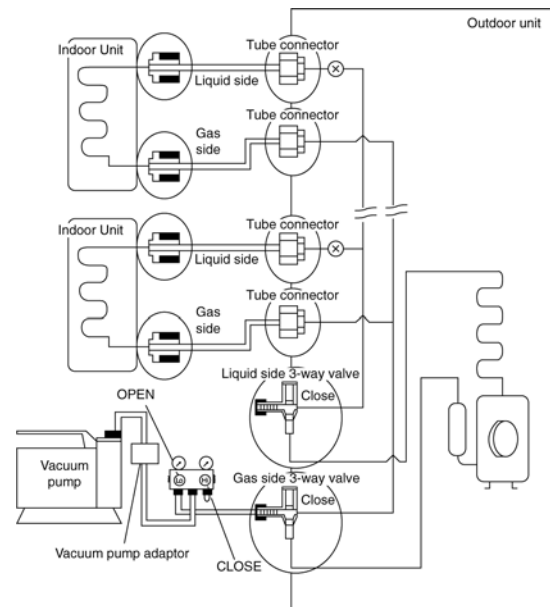 Outdoor unit
Indoor Unit
Tube connector
Liquid side
Tube connector
Gas
side
Indoor Unit
Tube connector
Liquid side
Tube connector
Gas
side
Liquid side 3-way valve
Close
OPEN
Lo
Hi
Gas side 3-way valve
Close
Vacuum
pump
Vacuum pump adaptor
CLOSE